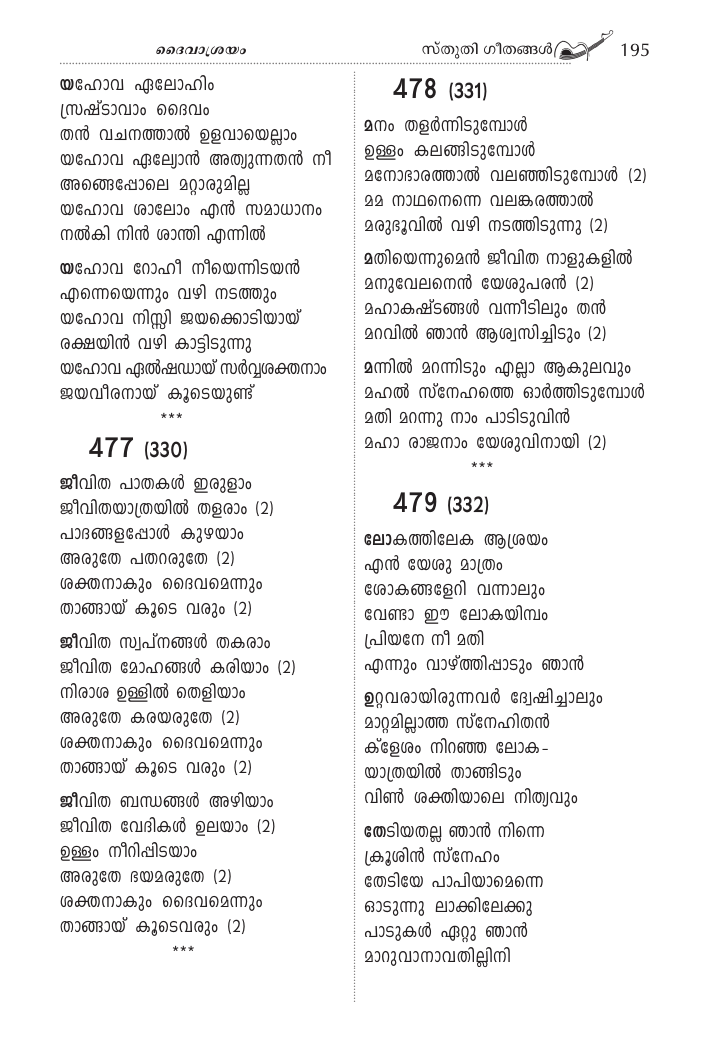 ദൈവാശ്രയം
സ്തുതി ഗീതങ്ങൾ 195
യഹോവ ഏലോഹിം
സ്രഷ്ടാവാം ദൈവം
തൻ വചനത്താൽ ഉളവായെല്ലാം
യഹോവ ഏല്യോൻ അത്യുന്നതൻ നീ
അങ്ങെപ്പോലെ മറ്റാരുമില്ല
യഹോവ ശാലോം എൻ സമാധാനം
നൽകി നിൻ ശാന്തി എന്നിൽ
യഹോവ റോഹീ നീയെന്നിടയൻ
എന്നെയെന്നും വഴി നടത്തും
യഹോവ നിസ്സി ജയക്കൊടിയായ്
രക്ഷയിൻ വഴി കാട്ടിടുന്നു
യഹോവ ഏൽഷഡായ് സർവ്വശക്തനാം
ജയവീരനായ് കൂടെയുണ്ട്
***
477 (330)
ജീവിത പാതകൾ ഇരുളാം
ജീവിതയാത്രയിൽ തളരാം (2)
പാദങ്ങളപ്പോൾ കുഴയാം
അരുതേ പതറരുതേ (2)
ശക്തനാകും ദൈവമെന്നും
താങ്ങായ് കൂടെ വരും (2)
ജീവിത സ്വപ്നങ്ങൾ തകരാം
ജീവിത മോഹങ്ങൾ കരിയാം (2)
നിരാശ ഉള്ളിൽ തെളിയാം
അരുതേ കരയരുതേ (2)
ശക്തനാകും ദൈവമെന്നും
താങ്ങായ് കൂടെ വരും (2)
ജീവിത ബന്ധങ്ങൾ അഴിയാം
ജീവിത വേദികൾ ഉലയാം (2)
ഉള്ളം നീറിപ്പിടയാം
അരുതേ ഭയമരുതേ (2)
ശക്തനാകും ദൈവമെന്നും
താങ്ങായ് കൂടെവരും (2)
***
478 (331)
മനം തളർന്നിടുമ്പോൾ
ഉള്ളം കലങ്ങിടുമ്പോൾ
മനോഭാരത്താൽ വലഞ്ഞിടുമ്പോൾ (2)
മമ നാഥനെന്നെ വലങ്കരത്താൽ
മരുഭൂവിൽ വഴി നടത്തിടുന്നു (2)
മതിയെന്നുമെൻ ജീവിത നാളുകളിൽ
മനുവേലനെൻ യേശുപരൻ (2)
മഹാകഷ്ടങ്ങൾ വന്നീടിലും തൻ
മറവിൽ ഞാൻ ആശ്വസിച്ചിടും (2)
മന്നിൽ മറന്നിടും എല്ലാ ആകുലവും
മഹൽ സ്നേഹത്തെ ഓർത്തിടുമ്പോൾ
മതി മറന്നു നാം പാടിടുവിൻ
മഹാ രാജനാം യേശുവിനായി (2)
***
479 (332)
ലോകത്തിലേക ആശ്രയം
എൻ യേശു മാത്രം
ശോകങ്ങളേറി വന്നാലും
വേണ്ടാ ഈ ലോകയിമ്പം
പ്രിയനേ നീ മതി
എന്നും വാഴ്ത്തിപ്പാടും ഞാൻ
ഉറ്റവരായിരുന്നവർ ദ്വേഷിച്ചാലും
മാറ്റമില്ലാത്ത സ്നേഹിതൻ
ക്ളേശം നിറഞ്ഞ ലോക-
യാത്രയിൽ താങ്ങിടും
വിൺ ശക്തിയാലെ നിത്യവും
തേടിയതല്ല ഞാൻ നിന്നെ
ക്രൂശിൻ സ്നേഹം
തേടിയേ പാപിയാമെന്നെ
ഓടുന്നു ലാക്കിലേക്കു
പാടുകൾ ഏറ്റു ഞാൻ
മാറുവാനാവതില്ലിനി